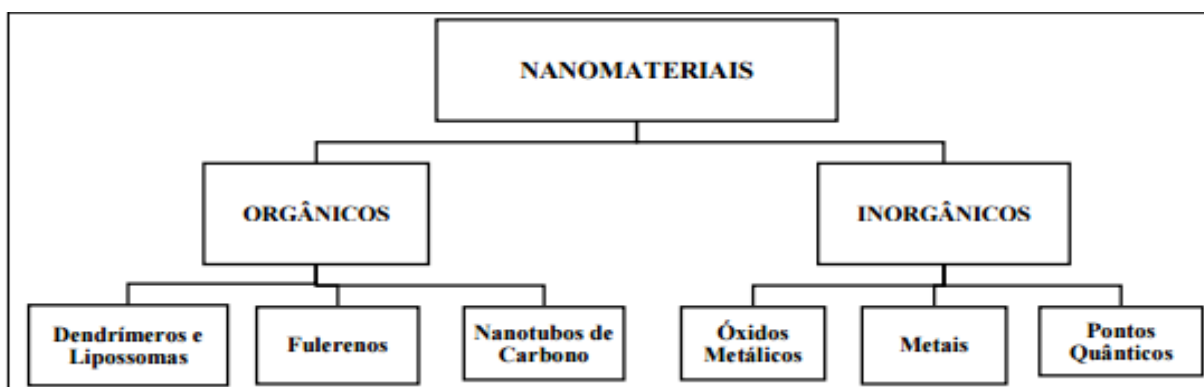 NANOMATERIAIS
ORGÂNICOS
INORGÂNICOS
Dendrímeros e
Lipossomas
Fulerenos
Nanotubos de
Carbono
Óxidos
Metálicos
Metais
Pontos
Quânticos